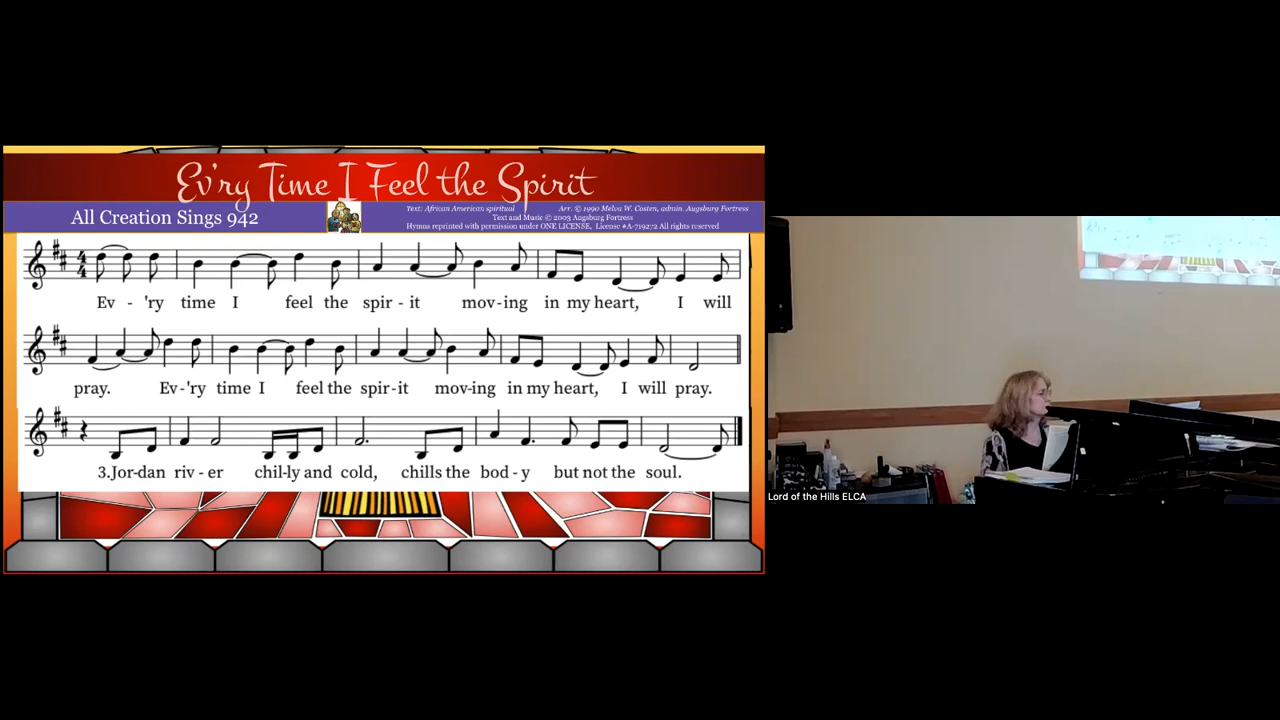 Ev'ry Time I Feel the Spirit
All Creation Sings 942
Text: African American spiritual Arr. © 1990 Melva W. Costen, admin. Augsburg Fortress
Text and Music © 2003 Augsburg Fortress
Hymns reprinted with permission under ONE LICENSE, License #A-719272 All rights reserved
4
4
Ev - 'ry time I feel the spir - it mov - ing in my heart, I will
pray. Ev - 'ry time I feel the spir - it mov - ing in my heart, I will pray.
3.Jor - dan riv - er chil - ly and cold, chills the bod - y but not the soul.
Lord of the Hills ELCA